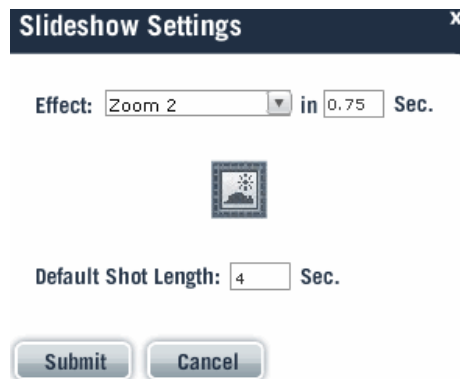 Slideshow Settings x
Effect: Zoom 2 in 0.75 Sec.
Default Shot Length: 4 Sec.
Submit Cancel